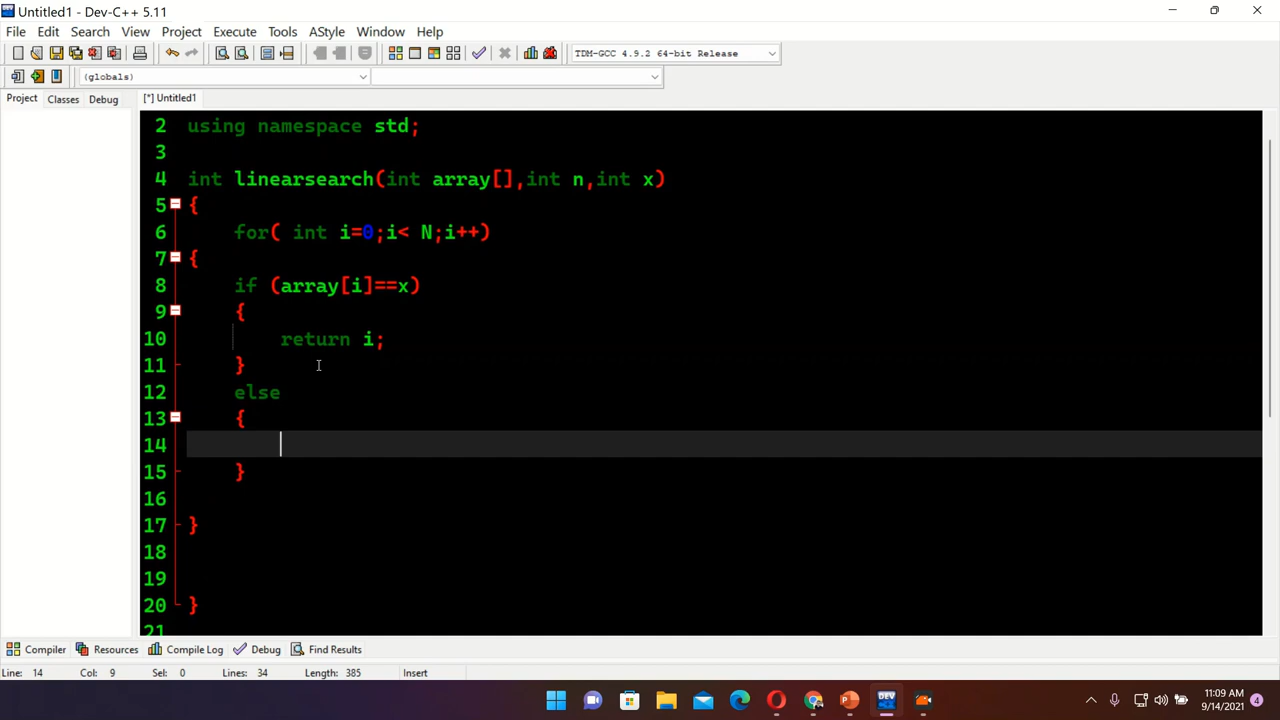 Untitled1 - Dev-C++ 5.11
File Edit Search View Project Execute Tools AStyle Window Help
TDM-GCC 4.9.2 64-bit Release
(globals)
Project Classes Debug [*] Untitled1
2 using namespace std;
3
4 int linearsearch(int array[],int n,int x)
5 {
6 for( int i=0;i< N;i++)
7 {
8 if (array[i]==x)
9 {
10 return i;
11 }
12 else
13 {
14
15 }
16
17 }
18
19
20 }
21
Compiler Resources Compile Log Debug Find Results
Line: 14 Col: 9 Sel: 0 Lines: 34 Length: 385 Insert
DEV
11:09 AM
9/14/2021
4